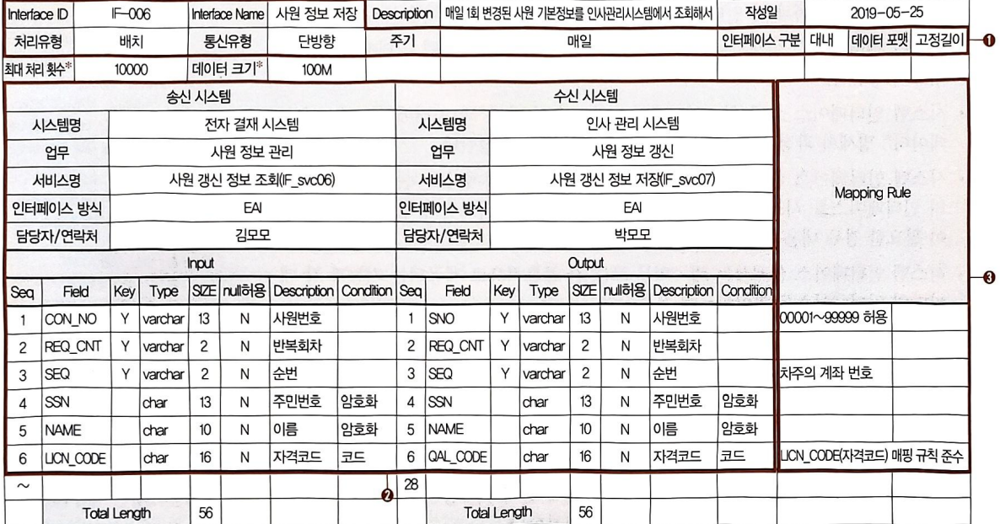 Interface ID IF-006 Interface Name 사원 정보 저장 Description 매일 1회 변경된 사원 기본정보를 인사관리시스템에서 조회해서 작성일 2019-05-25
처리유형 배치 통신유형 단방향 주기 매일 인터페이스 구분 대내 데이터 포맷 고정길이 ❶
최대 처리 횟수* 10000 데이터 크기* 100M
송신 시스템 수신 시스템
시스템명 전자 결재 시스템 시스템명 인사 관리 시스템
업무 사원 정보 관리 업무 사원 정보 갱신
서비스명 사원 갱신 정보 조회(IF_svc06) 서비스명 사원 갱신 정보 저장(IF_svc07)
Mapping Rule
인터페이스 방식 EAI 인터페이스 방식 EAI
담당자/연락처 김모모 담당자/연락처 박모모
Input Output
Seq Field Key Type SIZE null허용 Description Condition Seq Field Key Type SIZE null허용 Description Condition ❸
1 CON_NO Y varchar 13 N 사원번호 1 SNO Y varchar 13 N 사원번호 00001~99999 허용
2 REQ_CNT Y varchar 2 N 반복회차 2 REQ_CNT Y varchar 2 N 반복회차
3 SEQ Y varchar 2 N 순번 3 SEQ Y varchar 2 N 순번 차주의 계좌 번호
4 SSN char 13 N 주민번호 암호화 4 SSN char 13 N 주민번호 암호화
5 NAME char 10 N 이름 암호화 5 NAME char 10 N 이름 암호화
6 LICN_CODE char 16 N 자격코드 코드 6 QAL_CODE char 16 N 자격코드 코드 LICN_CODE(자격코드) 매핑 규칙 준수
~ ❷ 28
Total Length 56 Total Length 56